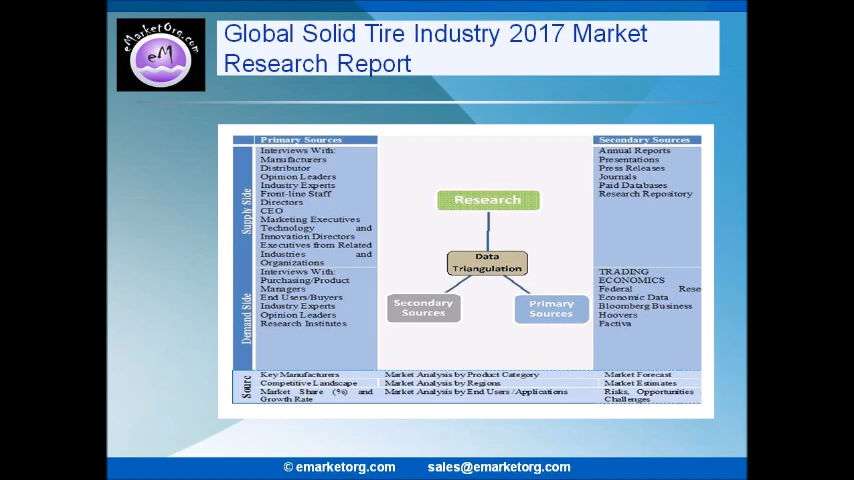 eMarketOrg.com
eM
Global Solid Tire Industry 2017 Market
Research Report
Primary Sources
Secondary Sources
Supply Side
Interviews With:
Manufacturers
Distributor
Opinion Leaders
Industry Experts
Front-line Staff
Directors
CEO
Marketing Executives
Technology and
Innovation Directors
Executives from Related
Industries and
Organizations
Annual Reports
Presentations
Press Releases
Journals
Paid Databases
Research Repository
Research
Data
Triangulation
Secondary
Sources
Primary
Sources
Demand Side
Interviews With:
Purchasing/Product
Managers
End Users/Buyers
Industry Experts
Opinion Leaders
Research Institutes
TRADING
ECONOMICS
Federal Rese
Economic Data
Bloomberg Business
Hoovers
Factiva
Sourc
Key Manufacturers
Competitive Landscape
Market Share (%) and
Growth Rate
Market Analysis by Product Category
Market Analysis by Regions
Market Analysis by End Users /Applications
Market Forecast
Market Estimates
Risks, Opportunities
Challenges
© emarketorg.com sales@emarketorg.com